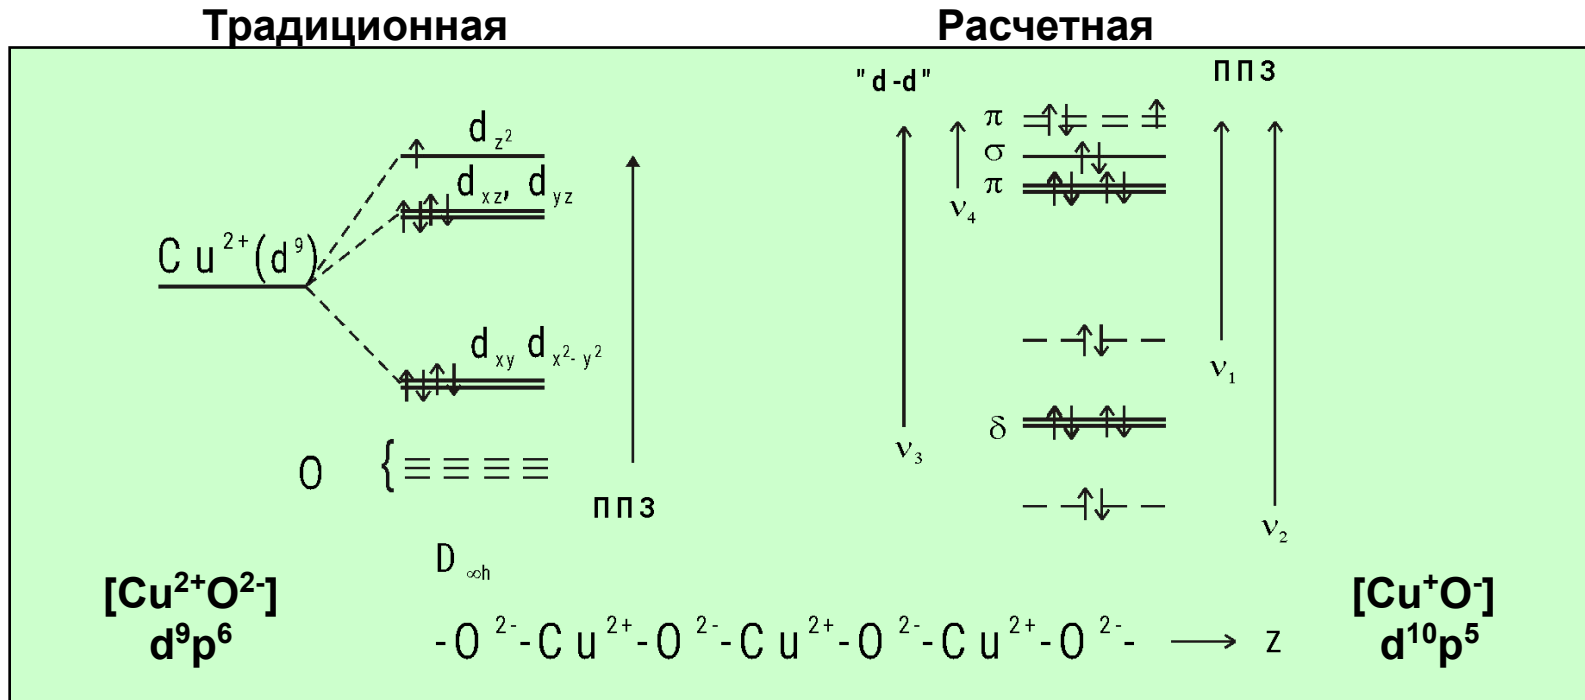 Традиционная
Расчетная
"d-d"
ППЗ
π
d z²
σ
d xz, d yz
π
ν₄
Cu²⁺(d⁹)
d xy d x²-y²
ν₁
δ
ν₃
O {
ППЗ
ν₂
D ∞h
[Cu²⁺O²⁻]
d⁹p⁶
-O²⁻-Cu²⁺-O²⁻-Cu²⁺-O²⁻-Cu²⁺-O²⁻- → z
[Cu⁺O⁻]
d¹⁰p⁵